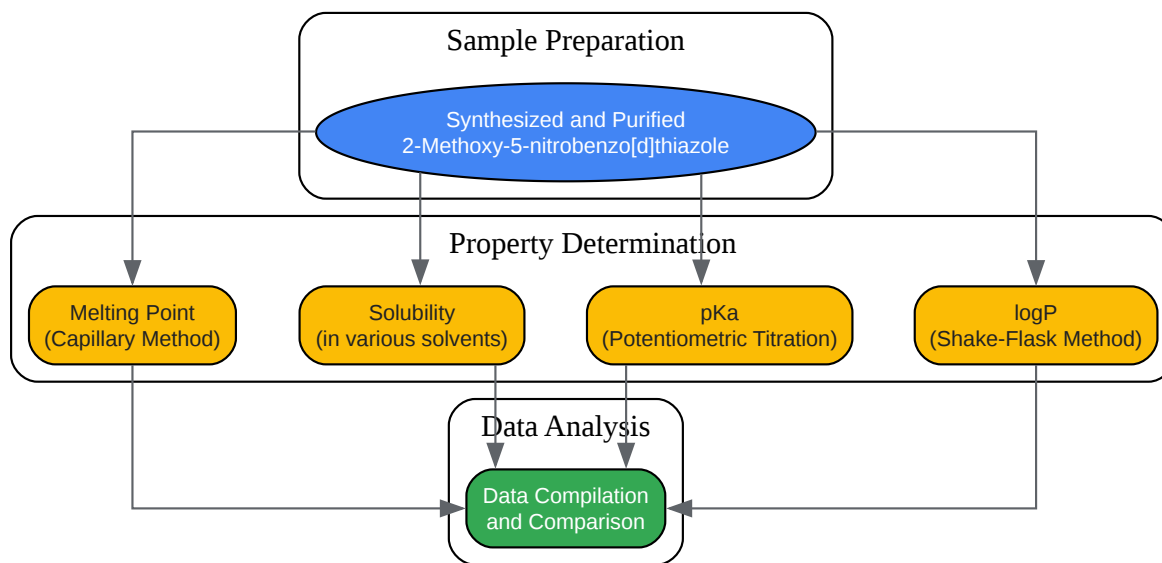 Sample Preparation
Synthesized and Purified
2-Methoxy-5-nitrobenzo[d]thiazole
Property Determination
Melting Point
(Capillary Method)
Solubility
(in various solvents)
pKa
(Potentiometric Titration)
logP
(Shake-Flask Method)
Data Analysis
Data Compilation
and Comparison